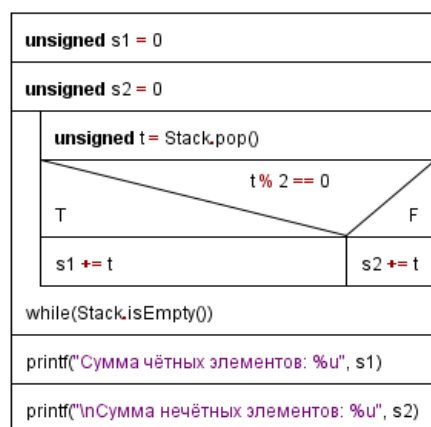 unsigned s1 = 0
unsigned s2 = 0
unsigned t = Stack.pop()
t % 2 == 0
T F
s1 += t s2 += t
while(Stack.isEmpty())
printf("Сумма чётных элементов: %u", s1)
printf("\nСумма нечётных элементов: %u", s2)